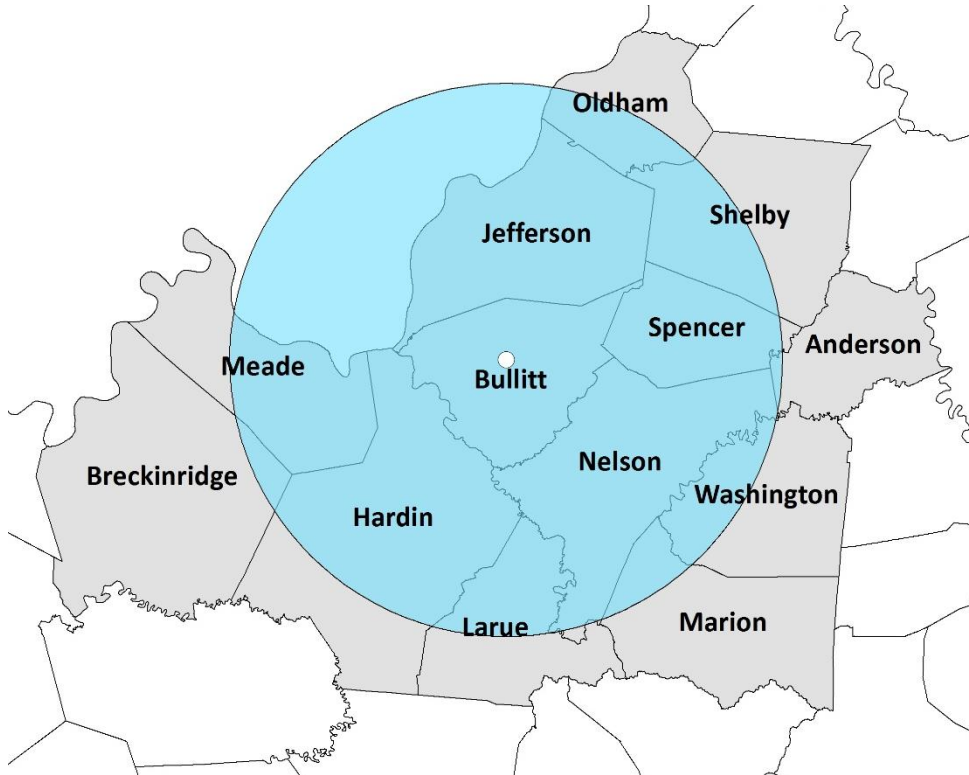 Oldham
Shelby
Jefferson
Spencer
Anderson
Meade
Bullitt
Breckinridge
Nelson
Washington
Hardin
Larue
Marion